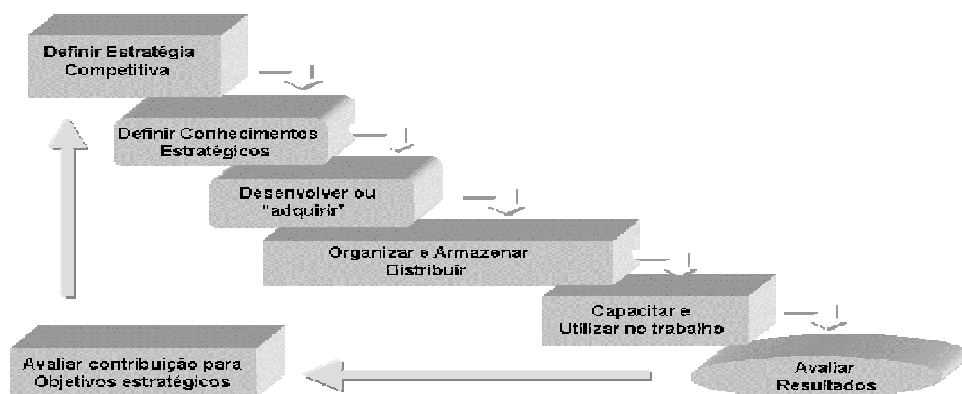 Definir Estratégia
Competitiva
Definir Conhecimentos
Estratégicos
Desenvolver ou
"adquirir"
Organizar e Armazenar
Distribuir
Capacitar e
Utilizar no trabalho
Avaliar
Resultados
Avaliar contribuição para
Objetivos estratégicos